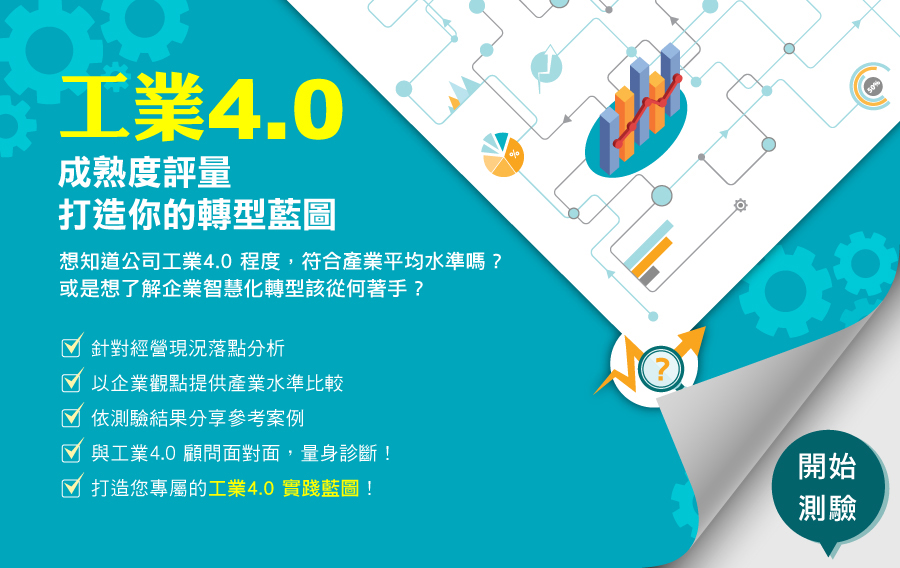 工業4.0
成熟度評量
打造你的轉型藍圖
想知道公司工業4.0 程度，符合產業平均水準嗎？
或是想了解企業智慧化轉型該從何著手？
針對經營現況落點分析
以企業觀點提供產業水準比較
依測驗結果分享參考案例
與工業4.0 顧問面對面，量身診斷！
打造您專屬的工業4.0 實踐藍圖！
%
50%
?
開始
測驗